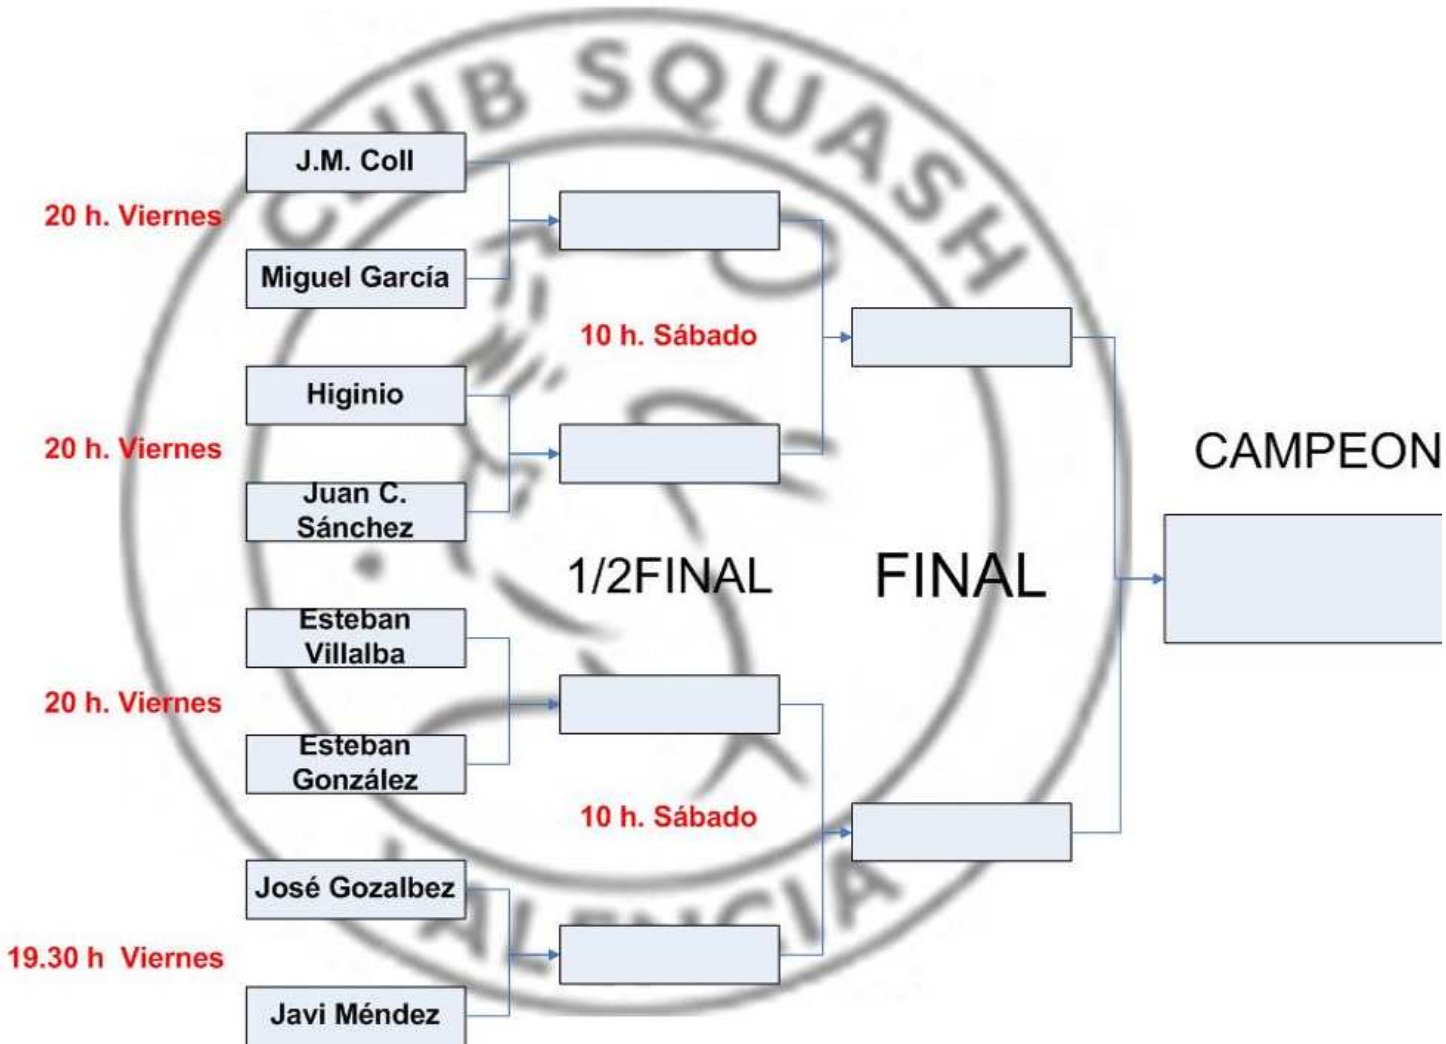 CLUB SQUASH
J.M. Coll
20 h. Viernes
Miguel García
10 h. Sábado
Higinio
20 h. Viernes
Juan C.
Sánchez
CAMPEON
1/2FINAL
FINAL
Esteban
Villalba
20 h. Viernes
Esteban
González
10 h. Sábado
José Gozalbez
19.30 h  Viernes
Javi Méndez
VALENCIA